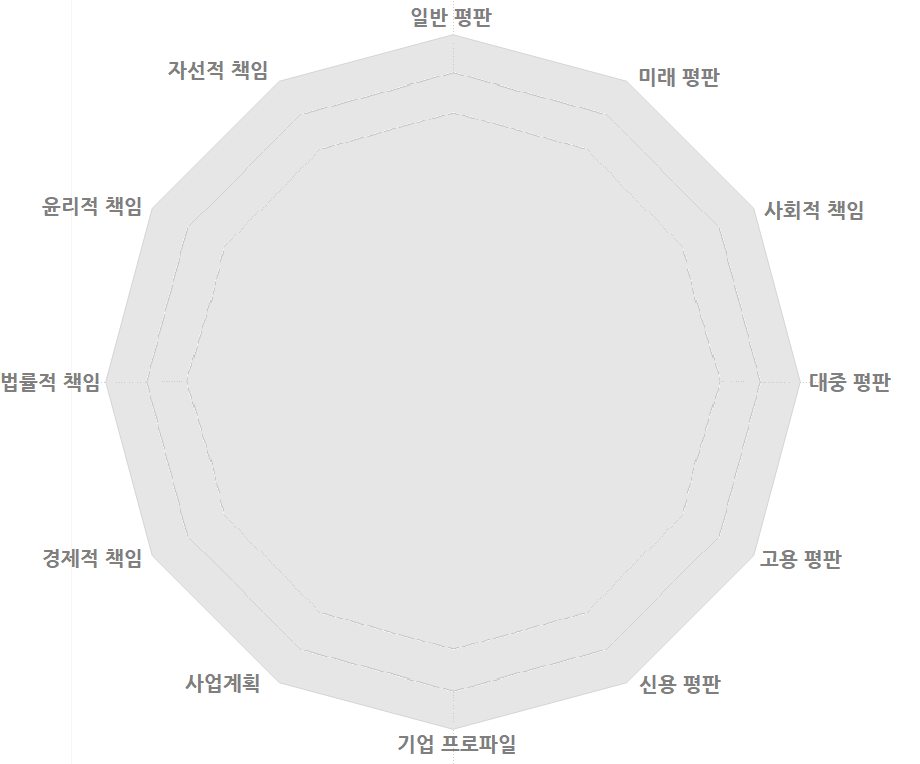 일반 평판
자선적 책임
미래 평판
윤리적 책임
사회적 책임
법률적 책임
대중 평판
경제적 책임
고용 평판
사업계획
신용 평판
기업 프로파일